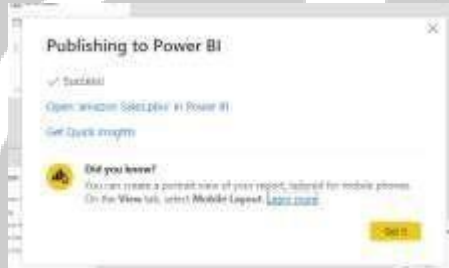 Publishing to Power BI
Success
Open amazon Sales.pbix in Power BI
Get Quick Insights
Did you know?
You can create a portrait view of your report, tailored for mobile phones.
On the View tab, select Mobile Layout. Learn more
Got it